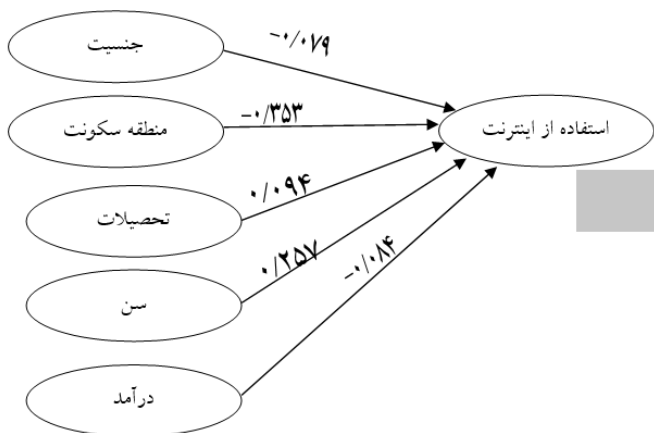 جنسیت
-۰/۰۷۹
منطقه سکونت
-۰/۳۵۳
استفاده از اینترنت
تحصیلات
۰/۰۹۴
سن
۰/۲۵۷
-۰/۰۸۴
درآمد